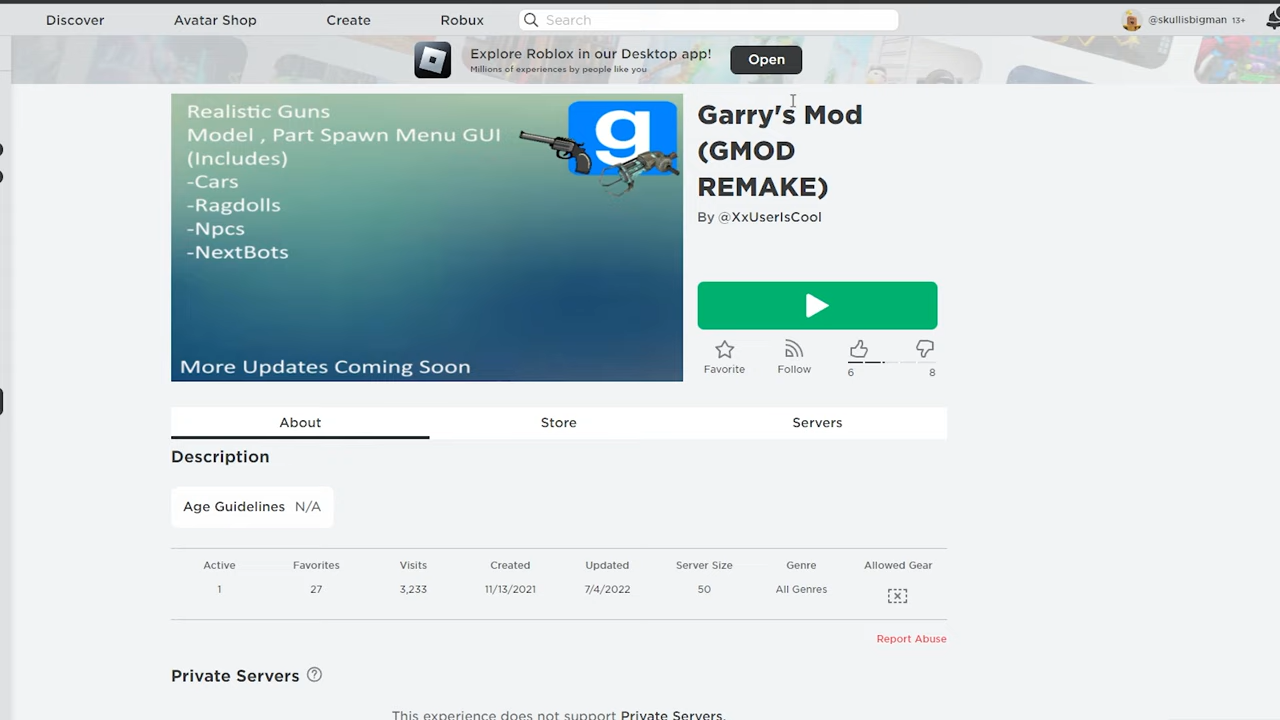 Discover Avatar Shop Create Robux Search @skullisbigman 13+
Explore Roblox in our Desktop app!
Millions of experiences by people like you
Open
Realistic Guns
Model , Part Spawn Menu GUI
(Includes)
-Cars
-Ragdolls
-Npcs
-NextBots
g
More Updates Coming Soon
Garry's Mod
(GMOD
REMAKE)
By @XxUserIsCool
Favorite Follow 6 8
About Store Servers
Description
Age Guidelines N/A
Active Favorites Visits Created Updated Server Size Genre Allowed Gear
1 27 3,233 11/13/2021 7/4/2022 50 All Genres
Report Abuse
Private Servers ?
This experience does not support Private Servers.